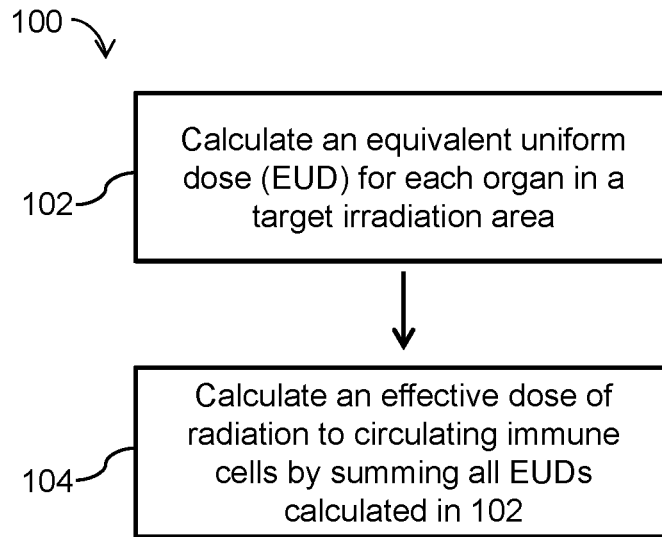 100
Calculate an equivalent uniform
dose (EUD) for each organ in a
target irradiation area
102
Calculate an effective dose of
radiation to circulating immune
cells by summing all EUDs
calculated in 102
104